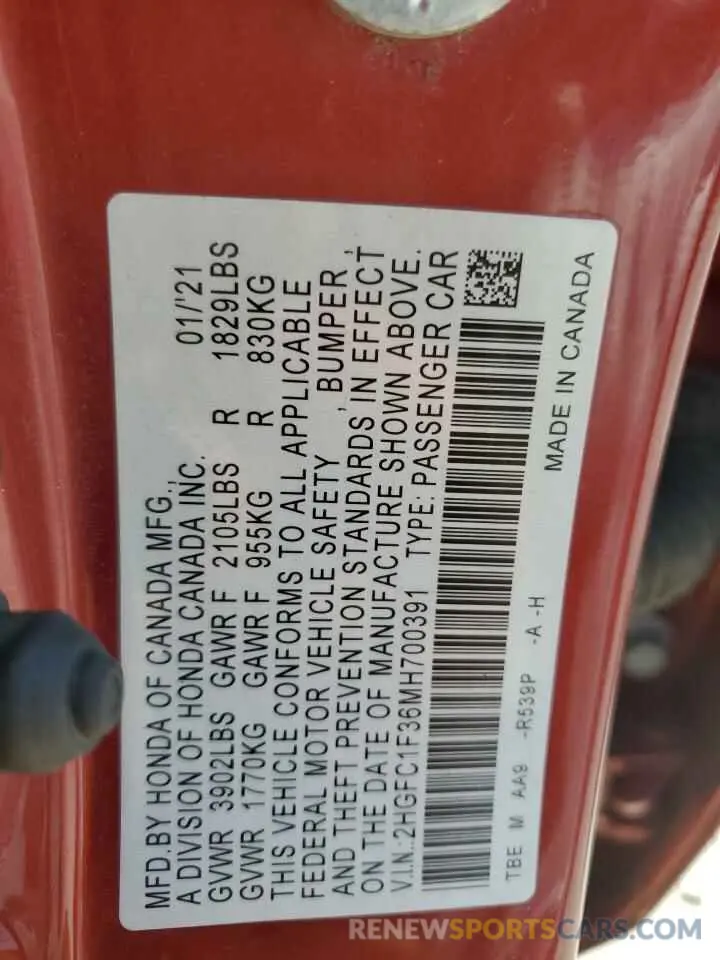 MFD.BY HONDA OF CANADA MFG., 01/'21
A DIVISION OF HONDA CANADA INC.
GVWR 3902LBS GAWR F 2105LBS R 1829LBS
GVWR 1770KG GAWR F 955KG R 830KG
THIS VEHICLE CONFORMS TO ALL APPLICABLE
FEDERAL MOTOR VEHICLE SAFETY , BUMPER ,
AND THEFT PREVENTION STANDARDS IN EFFECT
ON THE DATE OF MANUFACTURE SHOWN ABOVE.
V.I.N.:2HGFC1F36MH700391 TYPE: PASSENGER CAR
TBE M AA9 -R539P -A -H
MADE IN CANADA
RENEWSPORTSCARS.COM